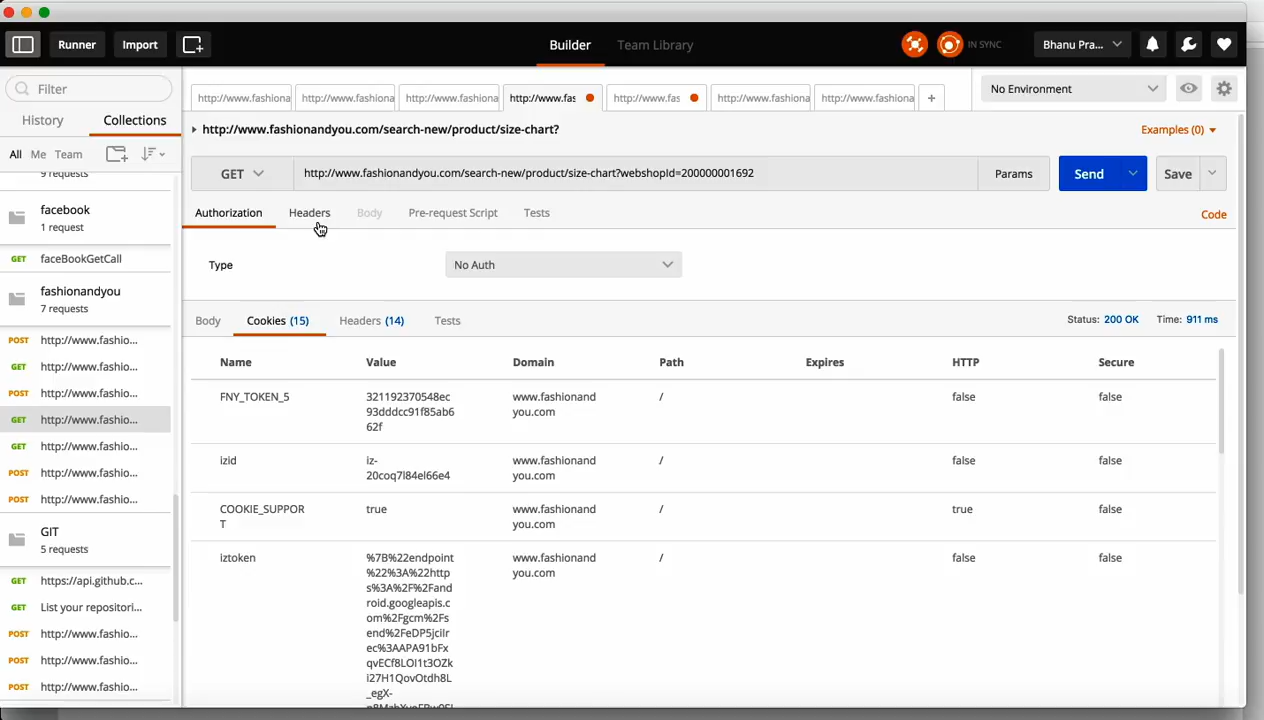 Runner
Import
Builder
Team Library
IN SYNC
Bhanu Pra...
Filter
http://www.fashiona
http://www.fashiona
http://www.fashiona
http://www.fas
http://www.fas
http://www.fashiona
http://www.fashiona
+
No Environment
History
Collections
http://www.fashionandyou.com/search-new/product/size-chart?
Examples (0)
All
Me
Team
GET
http://www.fashionandyou.com/search-new/product/size-chart?webshopId=200000001692
Params
Send
Save
9 requests
facebook
1 request
Authorization
Headers
Body
Pre-request Script
Tests
Code
GET
faceBookGetCall
Type
No Auth
fashionandyou
7 requests
Body
Cookies (15)
Headers (14)
Tests
Status: 200 OK
Time: 911 ms
POST http://www.fashio...
GET http://www.fashio...
POST http://www.fashio...
GET http://www.fashio...
GET http://www.fashio...
POST http://www.fashio...
POST http://www.fashio...
GIT
5 requests
GET https://api.github.c...
GET List your repositori...
POST http://www.fashio...
POST http://www.fashio...
POST http://www.fashio...
Name
Value
Domain
Path
Expires
HTTP
Secure
FNY_TOKEN_5
321192370548ec
93dddcc91f85ab6
62f
www.fashionand
you.com
/
false
false
izid
iz-
20coq7l84el66e4
www.fashionand
you.com
/
false
false
COOKIE_SUPPOR
T
true
www.fashionand
you.com
/
true
false
iztoken
%7B%22endpoint
%22%3A%22http
s%3A%2F%2Fand
roid.googleapis.c
om%2Fgcm%2Fs
end%2FeDP5jciIr
ec%3AAPA91bFx
qvECf8LOI1t3OZk
i27H1QovOtdh8L
_egX-
www.fashionand
you.com
/
false
false